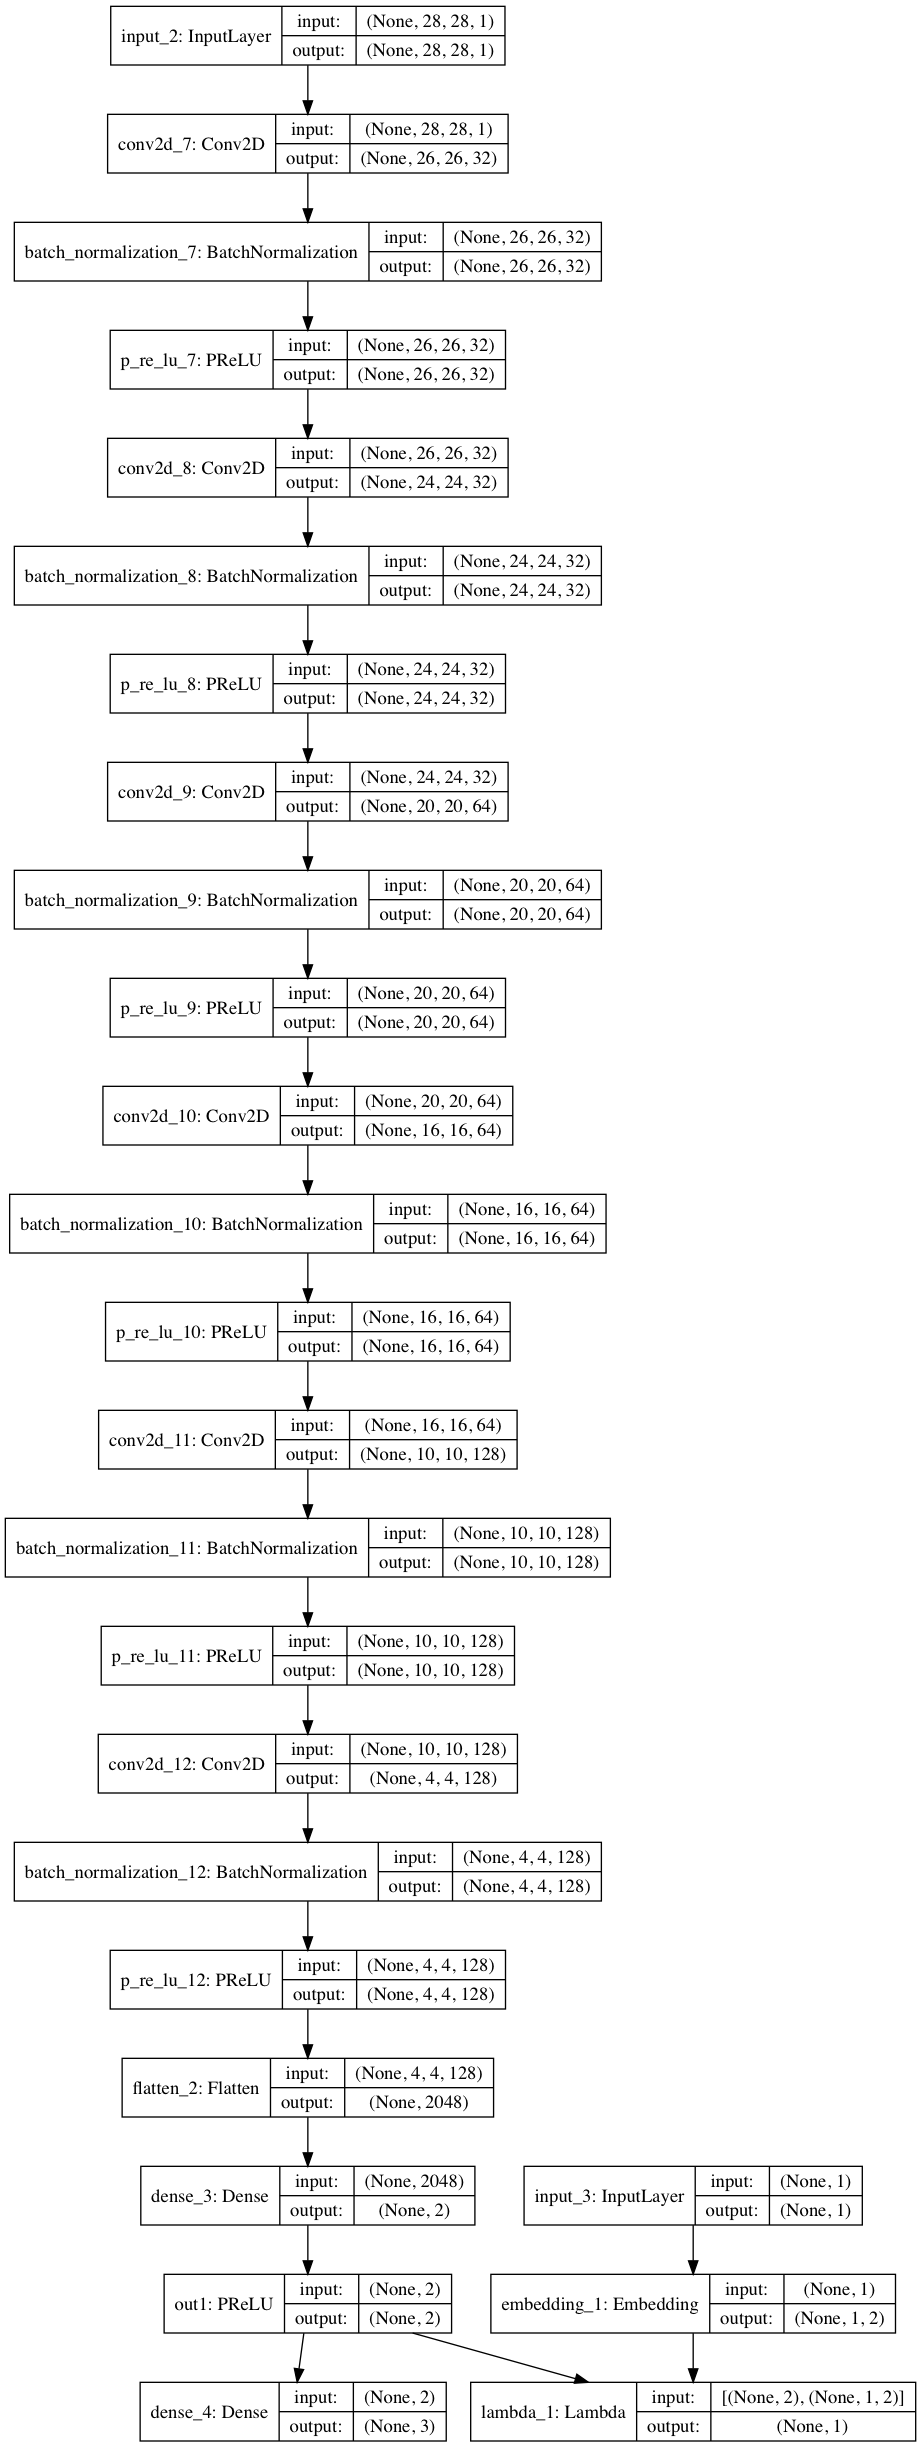 input_2: InputLayer
input:
(None, 28, 28, 1)
output:
(None, 28, 28, 1)
conv2d_7: Conv2D
input:
(None, 28, 28, 1)
output:
(None, 26, 26, 32)
batch_normalization_7: BatchNormalization
input:
(None, 26, 26, 32)
output:
(None, 26, 26, 32)
p_re_lu_7: PReLU
input:
(None, 26, 26, 32)
output:
(None, 26, 26, 32)
conv2d_8: Conv2D
input:
(None, 26, 26, 32)
output:
(None, 24, 24, 32)
batch_normalization_8: BatchNormalization
input:
(None, 24, 24, 32)
output:
(None, 24, 24, 32)
p_re_lu_8: PReLU
input:
(None, 24, 24, 32)
output:
(None, 24, 24, 32)
conv2d_9: Conv2D
input:
(None, 24, 24, 32)
output:
(None, 20, 20, 64)
batch_normalization_9: BatchNormalization
input:
(None, 20, 20, 64)
output:
(None, 20, 20, 64)
p_re_lu_9: PReLU
input:
(None, 20, 20, 64)
output:
(None, 20, 20, 64)
conv2d_10: Conv2D
input:
(None, 20, 20, 64)
output:
(None, 16, 16, 64)
batch_normalization_10: BatchNormalization
input:
(None, 16, 16, 64)
output:
(None, 16, 16, 64)
p_re_lu_10: PReLU
input:
(None, 16, 16, 64)
output:
(None, 16, 16, 64)
conv2d_11: Conv2D
input:
(None, 16, 16, 64)
output:
(None, 10, 10, 128)
batch_normalization_11: BatchNormalization
input:
(None, 10, 10, 128)
output:
(None, 10, 10, 128)
p_re_lu_11: PReLU
input:
(None, 10, 10, 128)
output:
(None, 10, 10, 128)
conv2d_12: Conv2D
input:
(None, 10, 10, 128)
output:
(None, 4, 4, 128)
batch_normalization_12: BatchNormalization
input:
(None, 4, 4, 128)
output:
(None, 4, 4, 128)
p_re_lu_12: PReLU
input:
(None, 4, 4, 128)
output:
(None, 4, 4, 128)
flatten_2: Flatten
input:
(None, 4, 4, 128)
output:
(None, 2048)
dense_3: Dense
input:
(None, 2048)
output:
(None, 2)
input_3: InputLayer
input:
(None, 1)
output:
(None, 1)
out1: PReLU
input:
(None, 2)
output:
(None, 2)
embedding_1: Embedding
input:
(None, 1)
output:
(None, 1, 2)
dense_4: Dense
input:
(None, 2)
output:
(None, 3)
lambda_1: Lambda
input:
[(None, 2), (None, 1, 2)]
output:
(None, 1)